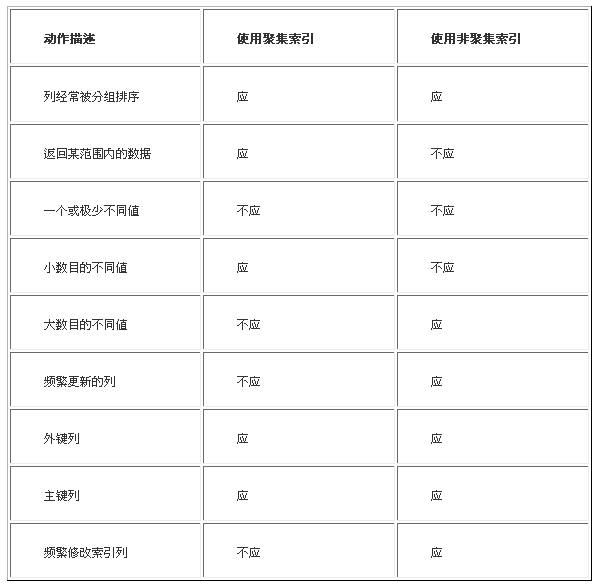 动作描述 使用聚集索引 使用非聚集索引
列经常被分组排序 应 应
返回某范围内的数据 应 不应
一个或极少不同值 不应 不应
小数目的不同值 应 不应
大数目的不同值 不应 应
频繁更新的列 不应 应
外键列 应 应
主键列 应 应
频繁修改索引列 不应 应